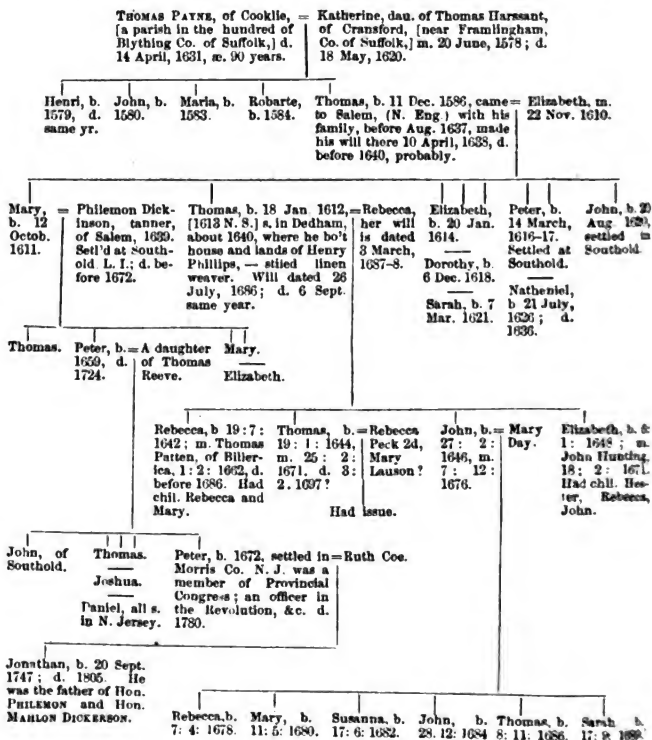 THOMAS PAYNE, of Cooklie,
[a parish in the hundred of
Blything Co. of Suffolk,] d.
14 April, 1631, æ. 90 years.
=
Katherine, dau. of Thomas Harssant,
of Cransford, [near Framlingham,
Co. of Suffolk,] m. 20 June, 1578; d.
18 May, 1620.
Henri, b.
1579, d.
same yr.
John, b.
1580.
Maria, b.
1583.
Robarte,
b. 1584.
Thomas, b. 11 Dec. 1586, came
to Salem, (N. Eng.) with his
family, before Aug. 1637, made
his will there 10 April, 1638, d.
before 1640, probably.
=
Elizabeth, m.
22 Nov. 1610.
Mary,
b. 12
Octob.
1611.
=
Philemon Dick-
inson, tanner,
of Salem, 1639.
Setl'd at South-
old L. I.; d. be-
fore 1672.
Thomas, b. 18 Jan. 1612,
[1613 N. S.] s. in Dedham,
about 1640, where he bo't
house and lands of Henry
Phillips, — stiled linen
weaver. Will dated 26
July, 1686; d. 6 Sept.
same year.
=
Rebecca,
her will
is dated
3 March,
1687-8.
Elizabeth,
b. 20 Jan.
1614.
—
Dorothy, b.
6 Dec. 1618.
—
Sarah, b. 7
Mar. 1621.
Peter, b.
14 March,
1616-17.
Settled at
Southold.
—
Natheniel,
b 21 July,
1626; d.
1636.
John, b. 20
Aug. 1620,
settled in
Southold.
Thomas.
Peter, b.
1659, d.
1724.
=
A daughter
of Thomas
Reeve.
Mary.
—
Elizabeth.
Rebecca, b 19 : 7 :
1642; m. Thomas
Patten, of Billeri-
ca, 1 : 2 : 1662, d.
before 1686. Had
chil. Rebecca and
Mary.
Thomas, b.
19 : 1 : 1644,
m. 25 : 2 :
1671. d. 3 :
2. 1697?
=
Rebecca
Peck 2d,
Mary
Lauson?
Had issue.
John, b.
27 : 2 :
1646, m.
7 : 12 :
1676.
=
Mary
Day.
Elizabeth, b. 8:
1: 1648; m.
John Hunting,
18; 2: 1671.
Had chil. Hes-
ter, Rebecca,
John.
John, of
Southold.
Thomas.
—
Joshua.
—
Daniel, all s.
in N. Jersey.
Peter, b. 1672, settled in
Morris Co. N. J. was a
member of Provincial
Congress; an officer in
the Revolution, &c. d.
1780.
=
Ruth Coe.
Jonathan, b. 20 Sept.
1747; d. 1805. He
was the father of Hon.
PHILEMON and Hon.
MAHLON DICKERSON.
Rebecca, b.
7: 4: 1678.
Mary, b.
11: 5: 1680.
Susanna, b.
17: 6: 1682.
John, b.
28. 12: 1684
Thomas, b.
8: 11: 1686.
Sarah b.
17: 9: 1689.